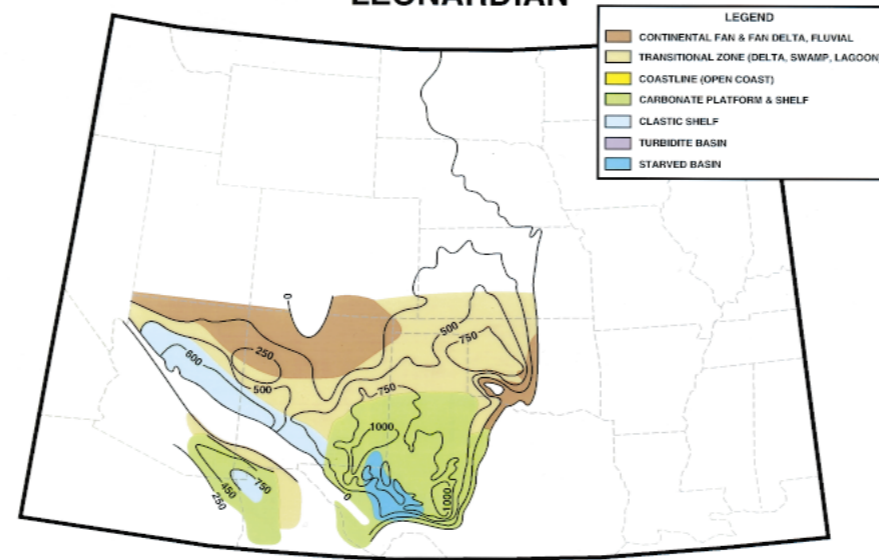 LEONARDIAN
LEGEND
CONTINENTAL FAN & FAN DELTA, FLUVIAL
TRANSITIONAL ZONE (DELTA, SWAMP, LAGOON)
COASTLINE (OPEN COAST)
CARBONATE PLATFORM & SHELF
CLASTIC SHELF
TURBIDITE BASIN
STARVED BASIN
0
500
750
250
600
500
750
1000
750
450
250
0
1000